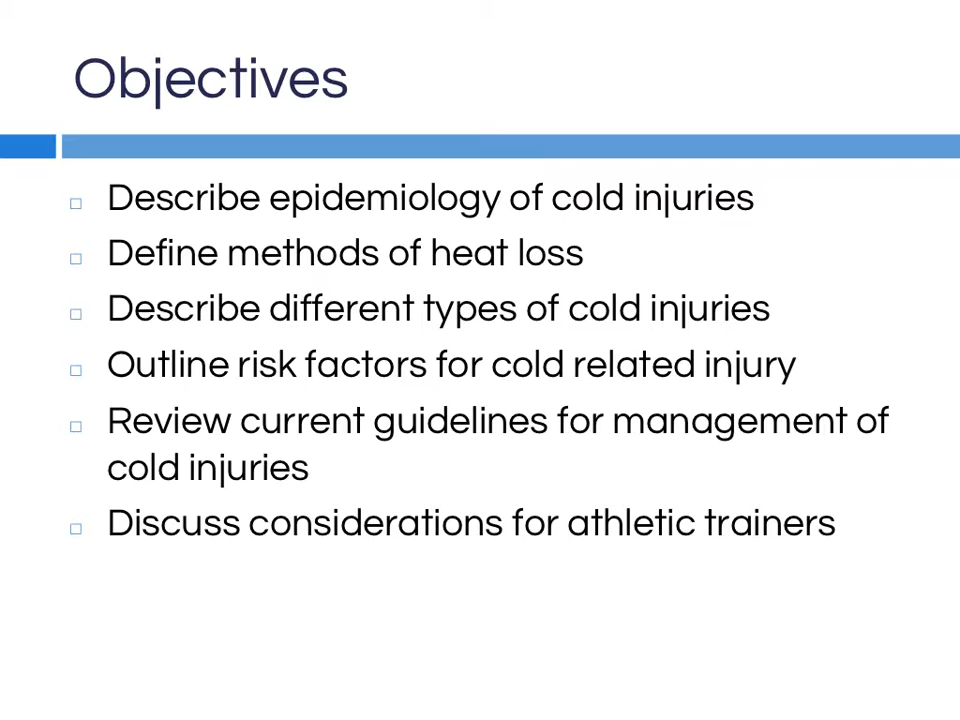 Objectives
Describe epidemiology of cold injuries
Define methods of heat loss
Describe different types of cold injuries
Outline risk factors for cold related injury
Review current guidelines for management of
cold injuries
Discuss considerations for athletic trainers